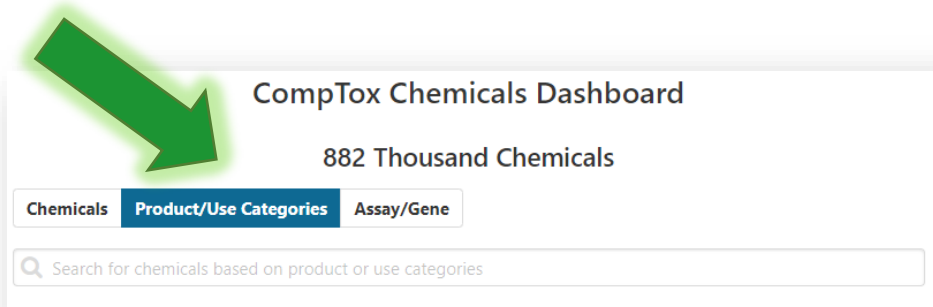 CompTox Chemicals Dashboard
882 Thousand Chemicals
Chemicals Product/Use Categories Assay/Gene
Search for chemicals based on product or use categories